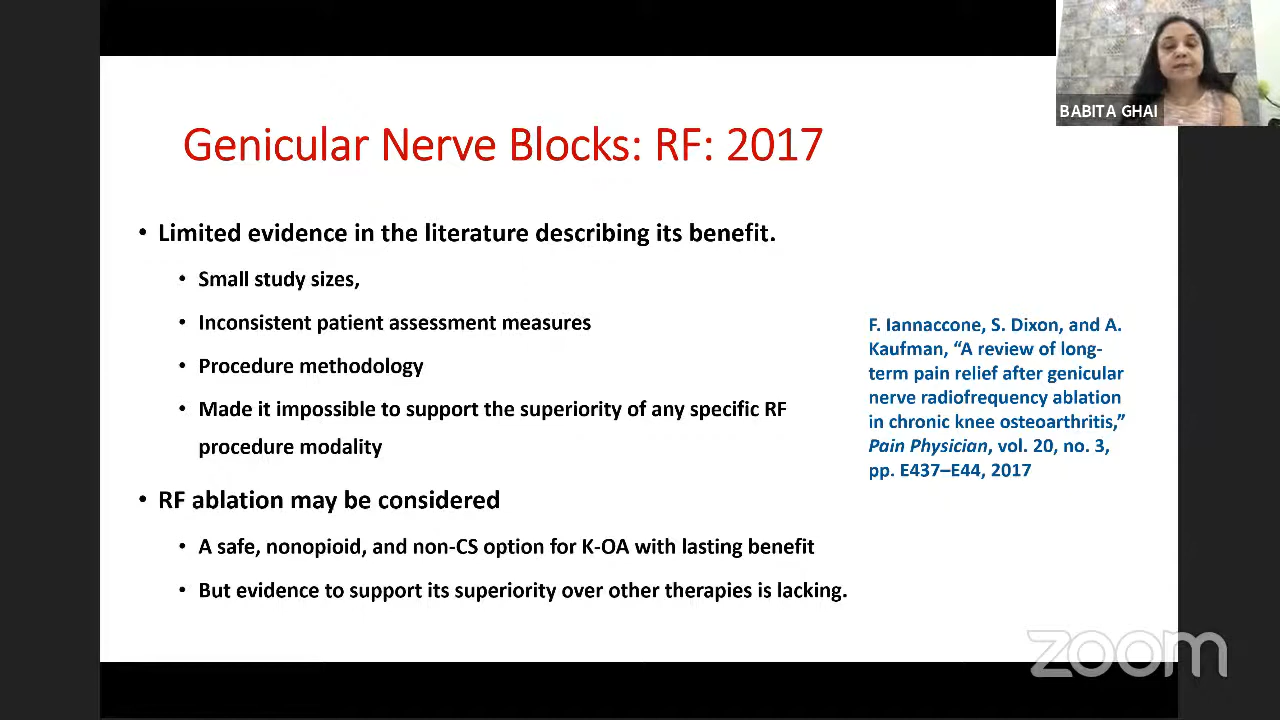 BABITA GHAI
Genicular Nerve Blocks: RF: 2017
• Limited evidence in the literature describing its benefit.
• Small study sizes,
• Inconsistent patient assessment measures
• Procedure methodology
• Made it impossible to support the superiority of any specific RF
procedure modality
• RF ablation may be considered
• A safe, nonopioid, and non-CS option for K-OA with lasting benefit
• But evidence to support its superiority over other therapies is lacking.
F. Iannaccone, S. Dixon, and A.
Kaufman, “A review of long-
term pain relief after genicular
nerve radiofrequency ablation
in chronic knee osteoarthritis,”
Pain Physician, vol. 20, no. 3,
pp. E437–E44, 2017
zoom